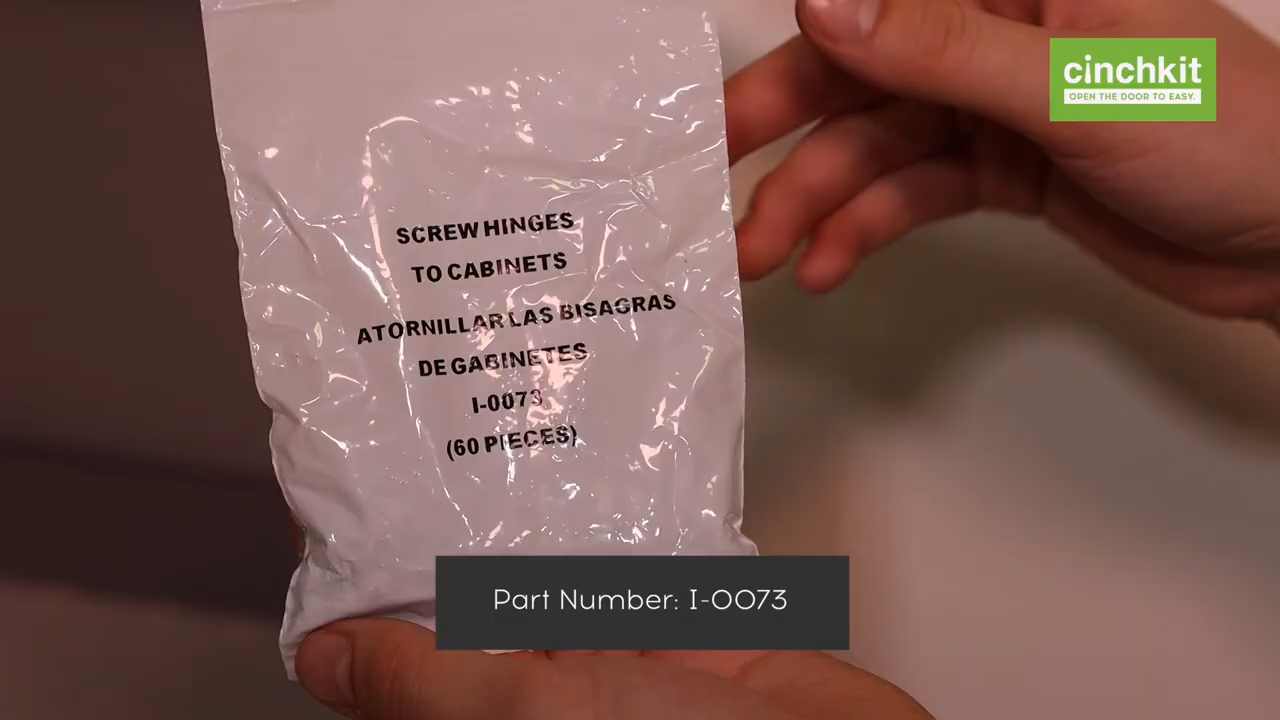 cinchkit
OPEN THE DOOR TO EASY.
SCREW HINGES
TO CABINETS
ATORNILLAR LAS BISAGRAS
DE GABINETES
I-0073
(60 PIECES)
Part Number: I-0073